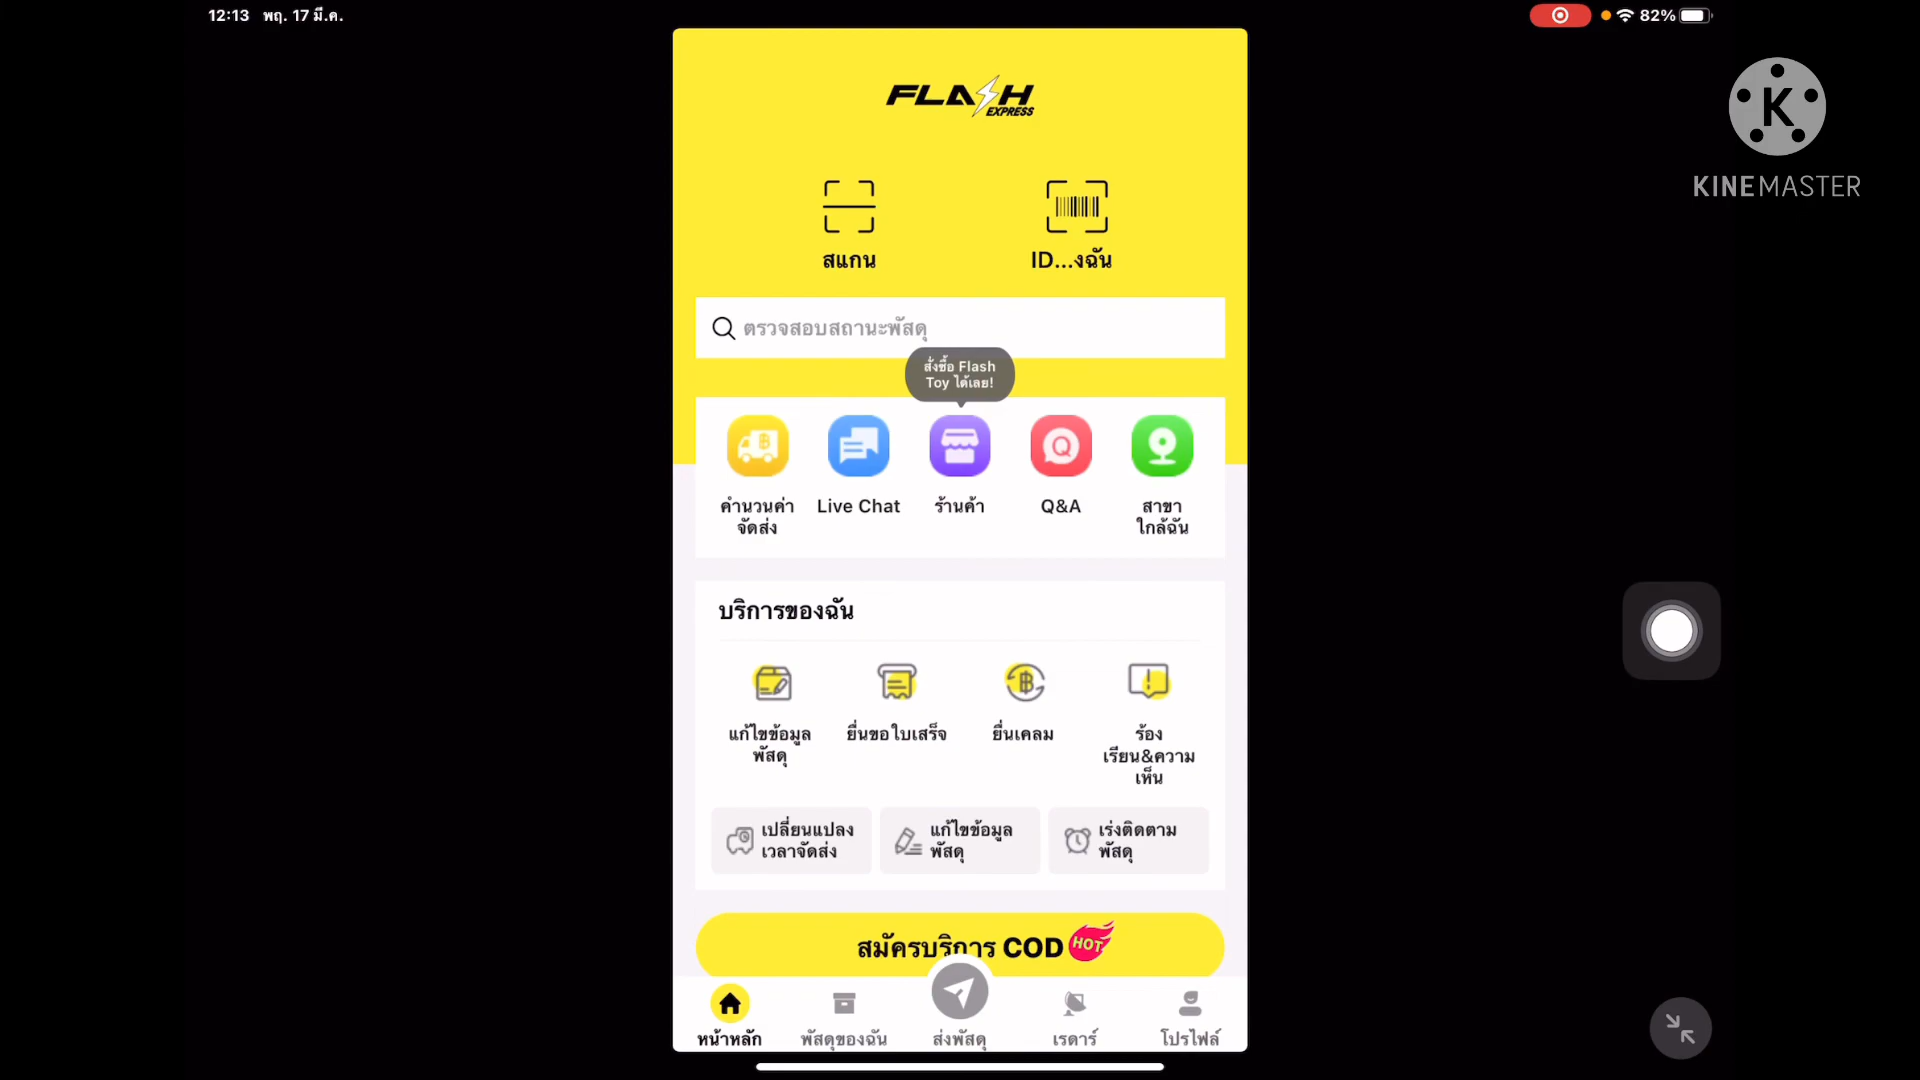 12:13 พฤ. 17 มี.ค.
82%
FLASH
EXPRESS
KINEMASTER
สแกน
ID...งฉัน
ตรวจสอบสถานะพัสดุ
สั่งซื้อ Flash
Toy ได้เลย!
คำนวนค่า
จัดส่ง
Live Chat
ร้านค้า
Q&A
สาขา
ใกล้ฉัน
บริการของฉัน
แก้ไขข้อมูล
พัสดุ
ยื่นขอใบเสร็จ
ยื่นเคลม
ร้อง
เรียน&ความ
เห็น
เปลี่ยนแปลง
เวลาจัดส่ง
แก้ไขข้อมูล
พัสดุ
เร่งติดตาม
พัสดุ
สมัครบริการ COD HOT
หน้าหลัก
พัสดุของฉัน
ส่งพัสดุ
เรดาร์
โปรไฟล์